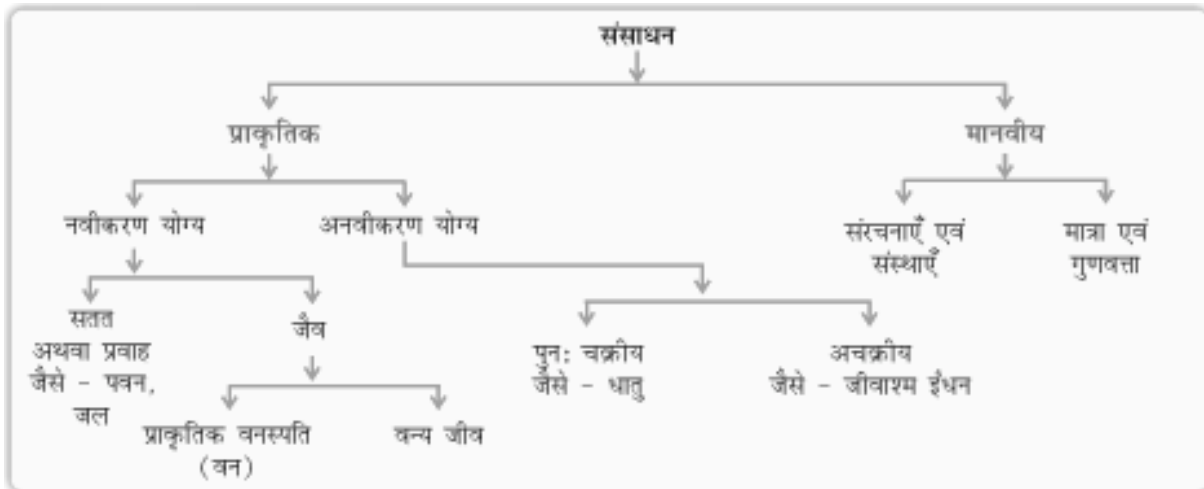 संसाधन
प्राकृतिक
मानवीय
नवीकरण योग्य
अनवीकरण योग्य
संरचनाएँ एवं
संस्थाएँ
मात्रा एवं
गुणवत्ता
सतत
अथवा प्रवाह
जैसे - पवन,
जल
जैव
पुन: चक्रीय
जैसे - धातु
अचक्रीय
जैसे - जीवाश्म ईंधन
प्राकृतिक वनस्पति
(वन)
वन्य जीव